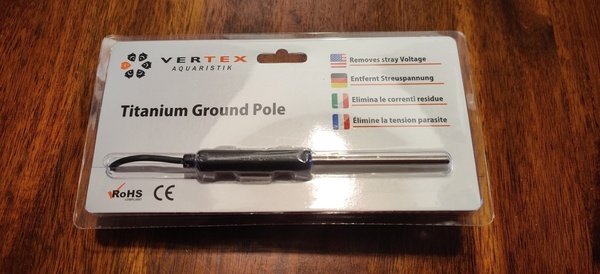 VERTEX
AQUARISTIK
Titanium Ground Pole
Removes stray Voltage
Entfernt Streuspannung
Elimina le correnti residue
Élimine la tension parasite
RoHS
CE